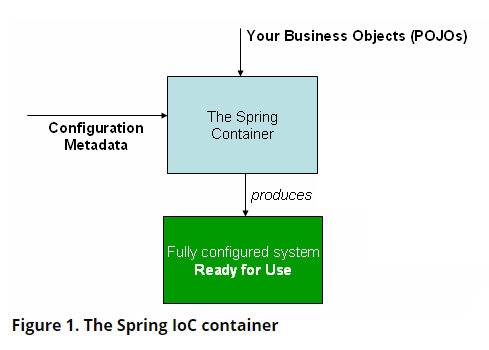 Your Business Objects (POJOs)
The Spring
Container
Configuration
Metadata
produces
Fully configured system
Ready for Use
Figure 1. The Spring IoC container